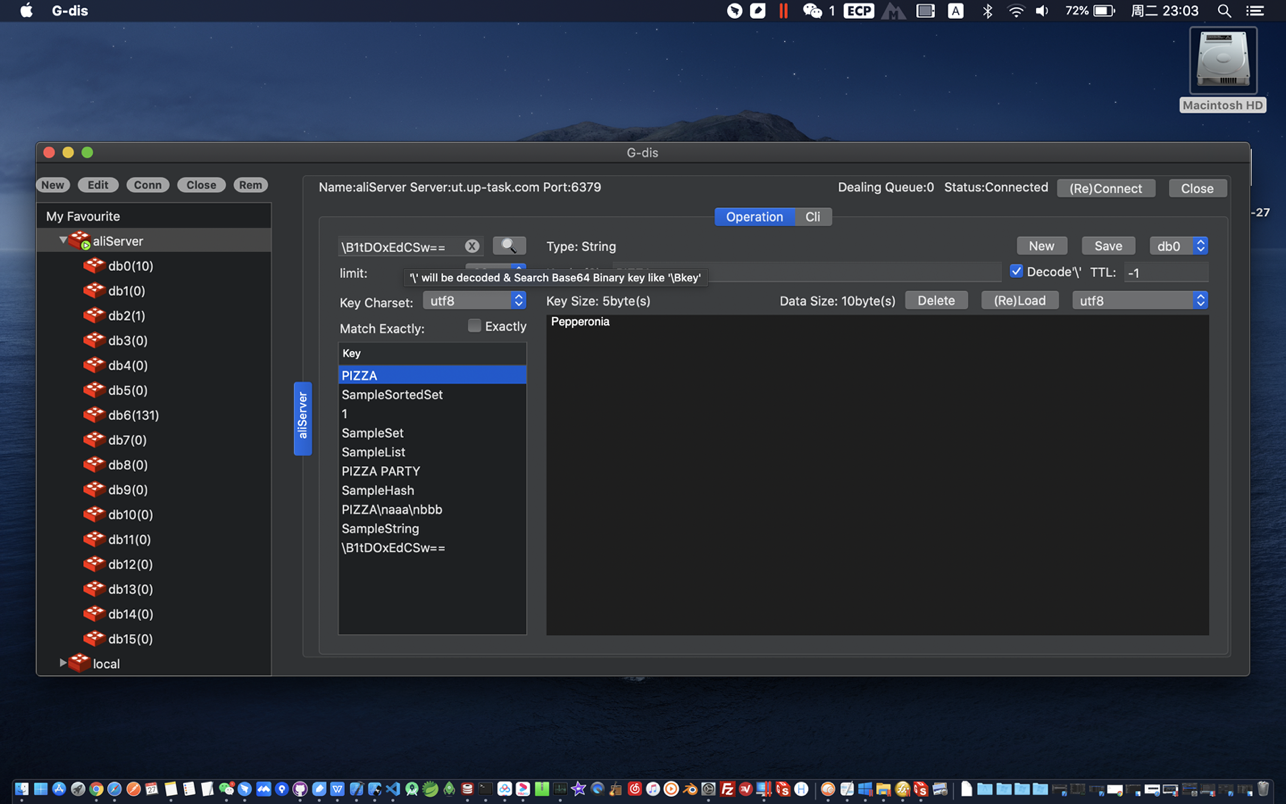 G-dis
1
ECP
A
72%
周二 23:03
Macintosh HD
-27
G-dis
New Edit Conn Close Rem
My Favourite
aliServer
db0(10)
db1(0)
db2(1)
db3(0)
db4(0)
db5(0)
db6(131)
db7(0)
db8(0)
db9(0)
db10(0)
db11(0)
db12(0)
db13(0)
db14(0)
db15(0)
local
aliServer
Name:aliServer Server:ut.up-task.com Port:6379
Dealing Queue:0 Status:Connected (Re)Connect Close
Operation Cli
\B1tDOxEdCSw== Type: String New Save db0
limit:
'\' will be decoded & Search Base64 Binary key like '\Bkey'
Decode'\' TTL: -1
Key Charset: utf8 Key Size: 5byte(s) Data Size: 10byte(s) Delete (Re)Load utf8
Match Exactly: Exactly
Pepperonia
Key
PIZZA
SampleSortedSet
1
SampleSet
SampleList
PIZZA PARTY
SampleHash
PIZZA\naaa\nbbb
SampleString
\B1tDOxEdCSw==